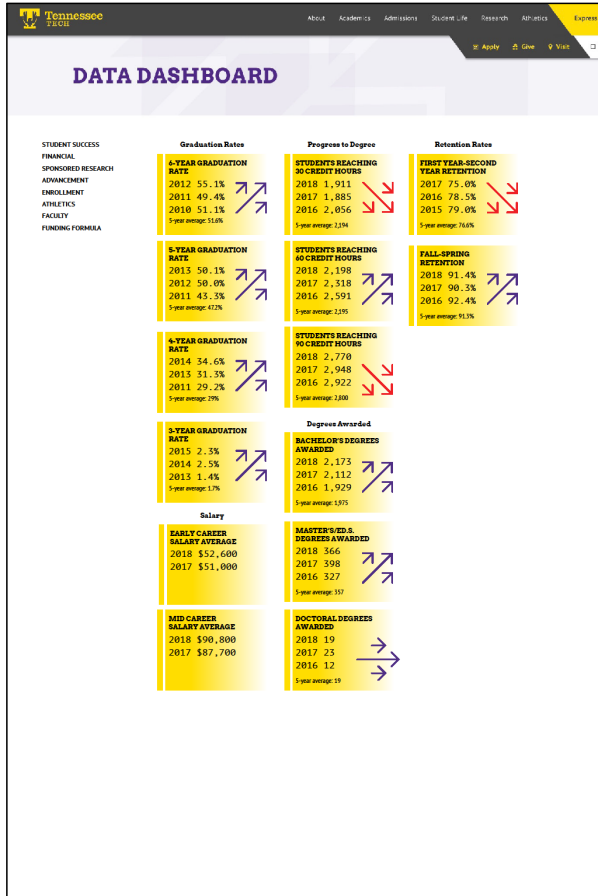 Tennessee
TECH
About Academics Admissions Student Life Research Athletics Express
Apply Give Visit
DATA DASHBOARD
STUDENT SUCCESS
FINANCIAL
SPONSORED RESEARCH
ADVANCEMENT
ENROLLMENT
ATHLETICS
FACULTY
FUNDING FORMULA
Graduation Rates
6-YEAR GRADUATION
RATE
2012 55.1%
2011 49.4%
2010 51.1%
5-year average: 51.6%
5-YEAR GRADUATION
RATE
2013 50.1%
2012 50.0%
2011 43.3%
5-year average: 47.2%
4-YEAR GRADUATION
RATE
2014 34.6%
2013 31.3%
2011 29.2%
5-year average: 29%
3-YEAR GRADUATION
RATE
2015 2.3%
2014 2.5%
2013 1.4%
5-year average: 1.7%
Salary
EARLY CAREER
SALARY AVERAGE
2018 $52,600
2017 $51,000
MID CAREER
SALARY AVERAGE
2018 $90,800
2017 $87,700
Progress to Degree
STUDENTS REACHING
30 CREDIT HOURS
2018 1,911
2017 1,885
2016 2,056
5-year average: 2,194
STUDENTS REACHING
60 CREDIT HOURS
2018 2,198
2017 2,318
2016 2,591
5-year average: 2,195
STUDENTS REACHING
90 CREDIT HOURS
2018 2,770
2017 2,948
2016 2,922
5-year average: 2,800
Degrees Awarded
BACHELOR'S DEGREES
AWARDED
2018 2,173
2017 2,112
2016 1,929
5-year average: 1,975
MASTER'S/ED.S.
DEGREES AWARDED
2018 366
2017 398
2016 327
5-year average: 357
DOCTORAL DEGREES
AWARDED
2018 19
2017 23
2016 12
5-year average: 19
Retention Rates
FIRST YEAR-SECOND
YEAR RETENTION
2017 75.0%
2016 78.5%
2015 79.0%
5-year average: 76.6%
FALL-SPRING
RETENTION
2018 91.4%
2017 90.3%
2016 92.4%
5-year average: 91.3%